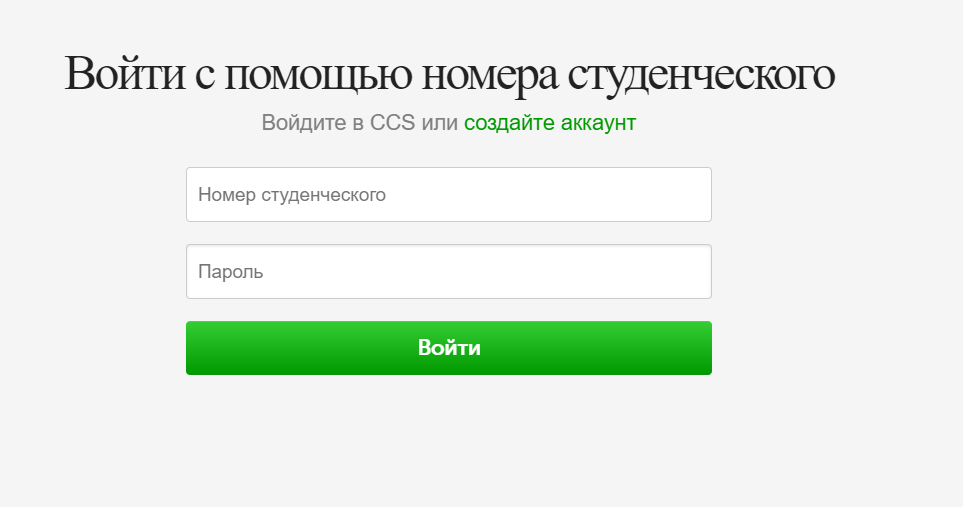 Войти с помощью номера студенческого
Войдите в CCS или создайте аккаунт
Номер студенческого
Пароль
Войти